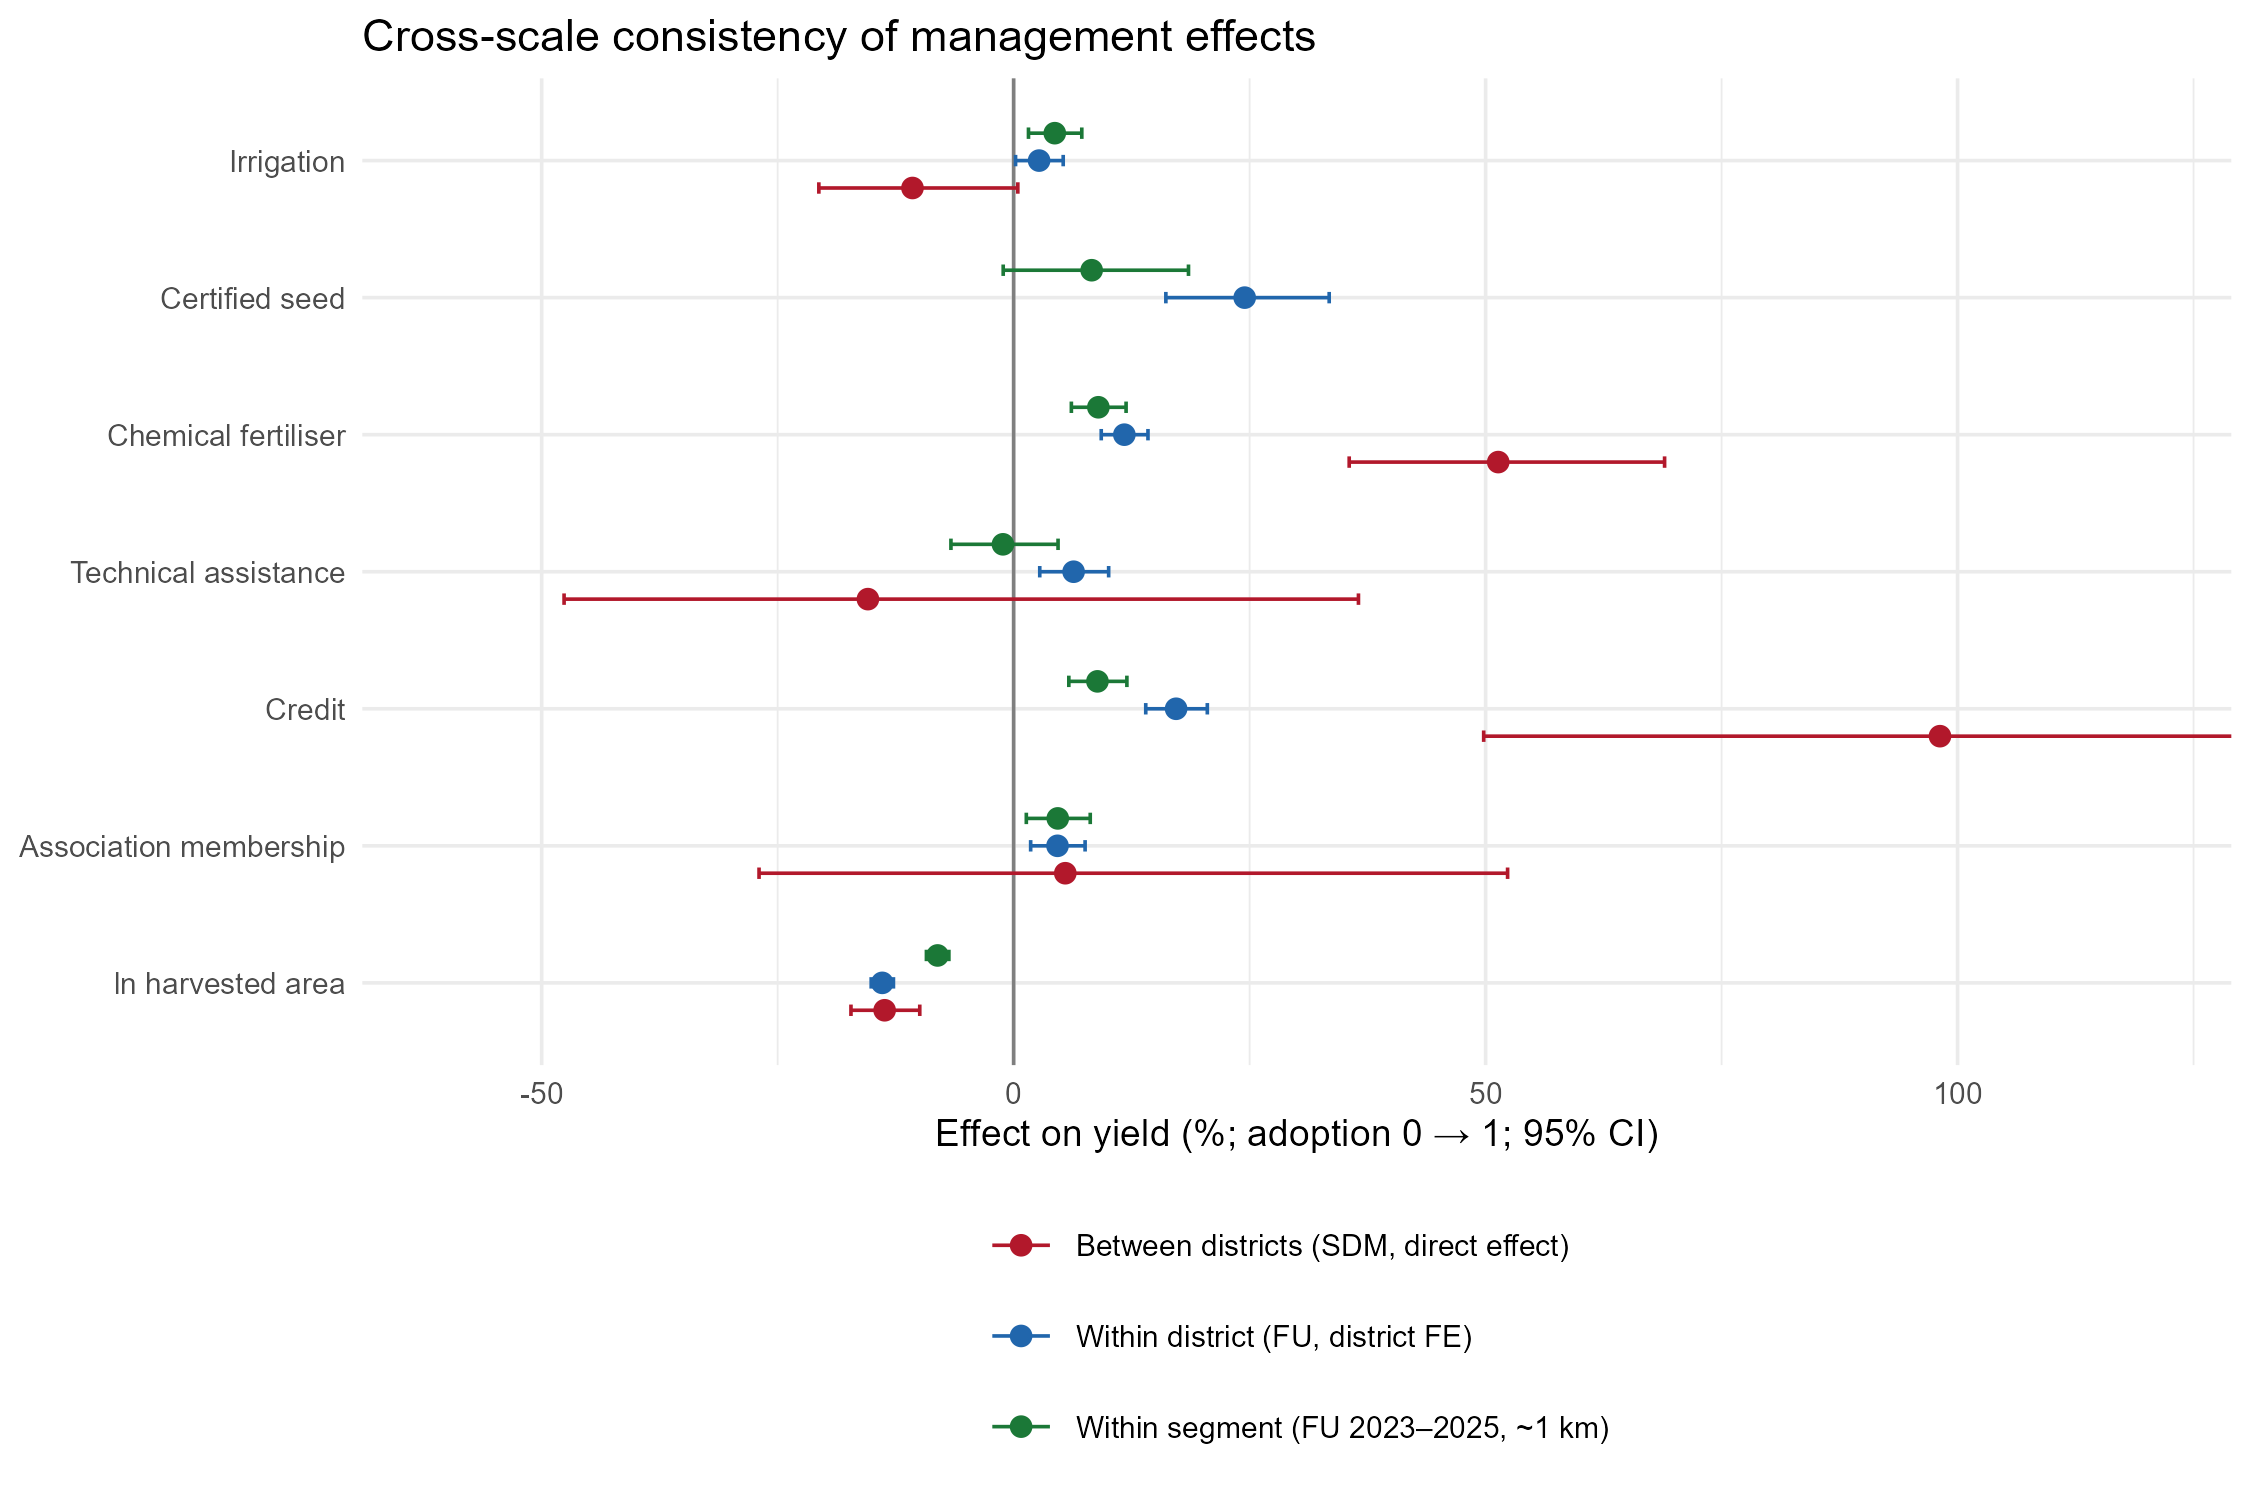 Cross-scale consistency of management effects
Irrigation
Certified seed
Chemical fertiliser
Technical assistance
Credit
Association membership
ln harvested area
-50 0 50 100
Effect on yield (%; adoption 0 → 1; 95% CI)
Between districts (SDM, direct effect)
Within district (FU, district FE)
Within segment (FU 2023–2025, ~1 km)